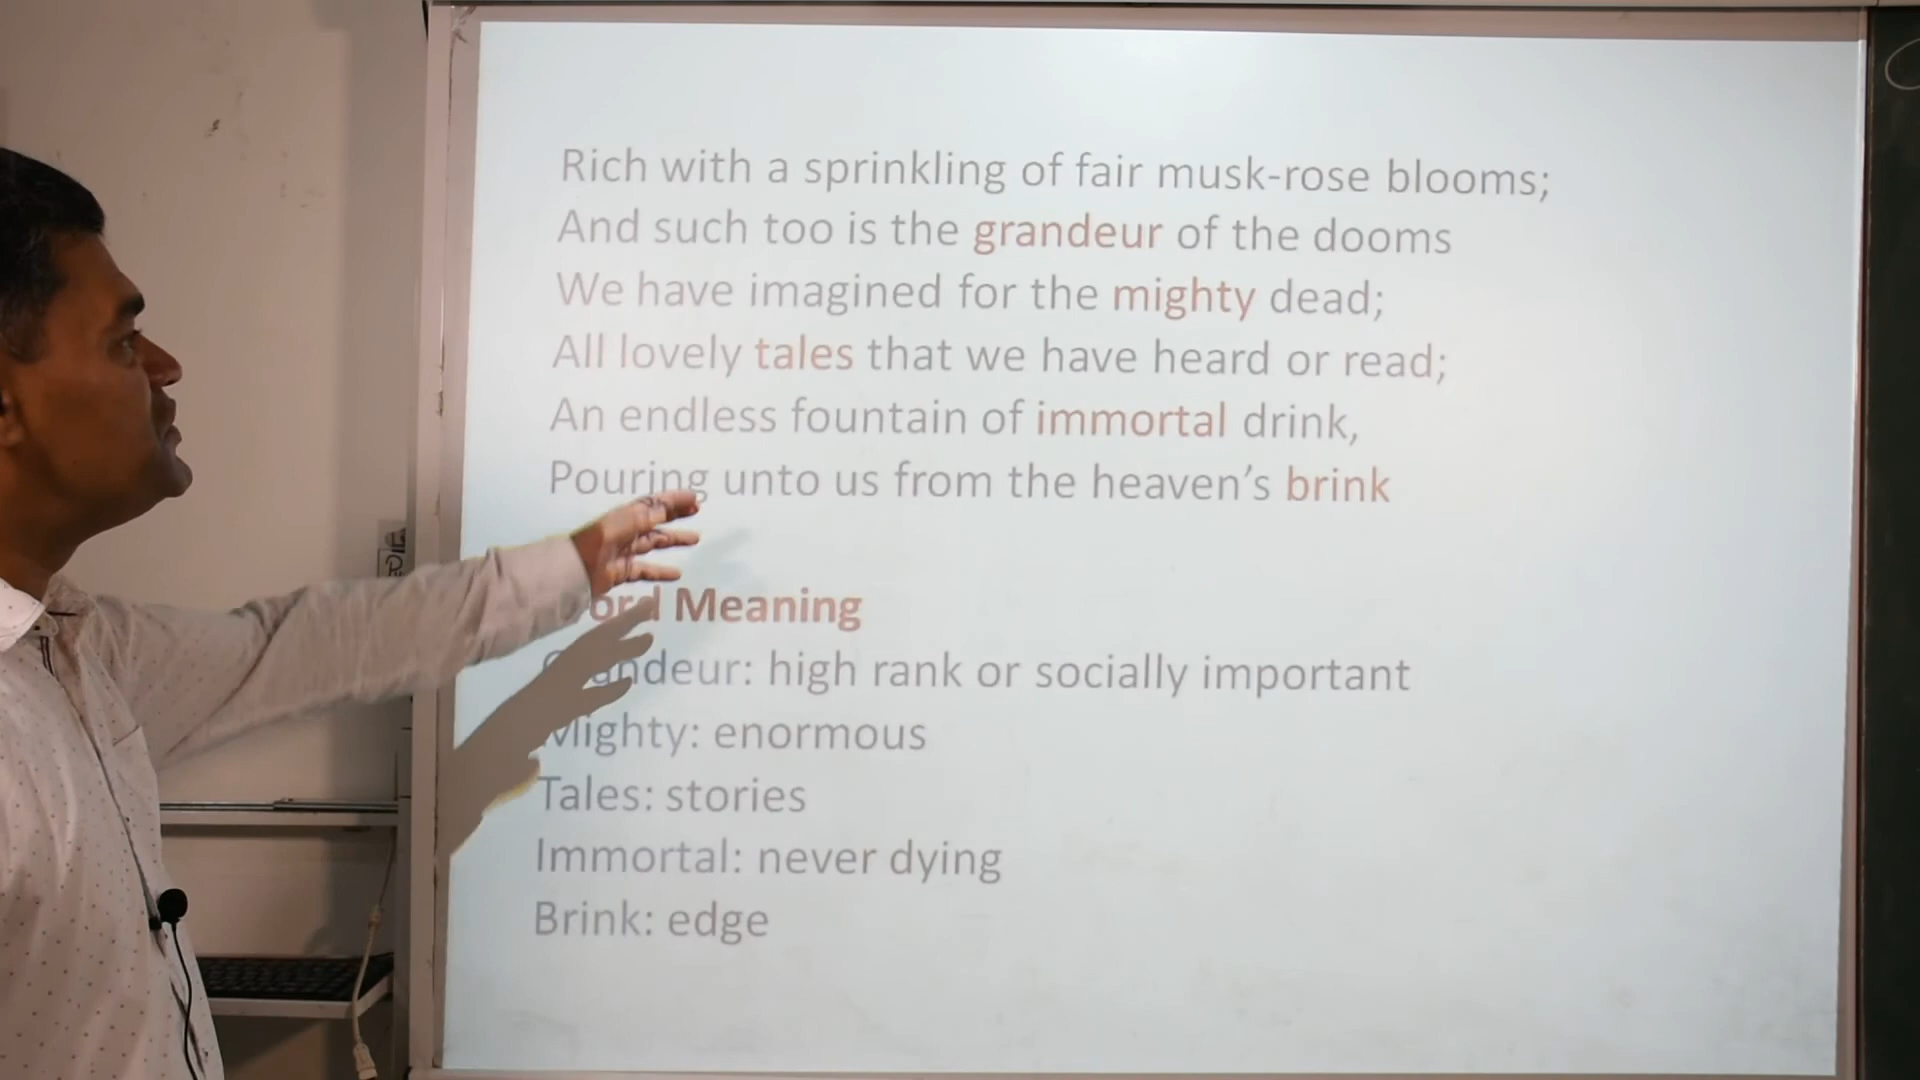 Rich with a sprinkling of fair musk-rose blooms;
And such too is the grandeur of the dooms
We have imagined for the mighty dead;
All lovely tales that we have heard or read;
An endless fountain of immortal drink,
Pouring unto us from the heaven’s brink
Word Meaning
Grandeur: high rank or socially important
Mighty: enormous
Tales: stories
Immortal: never dying
Brink: edge